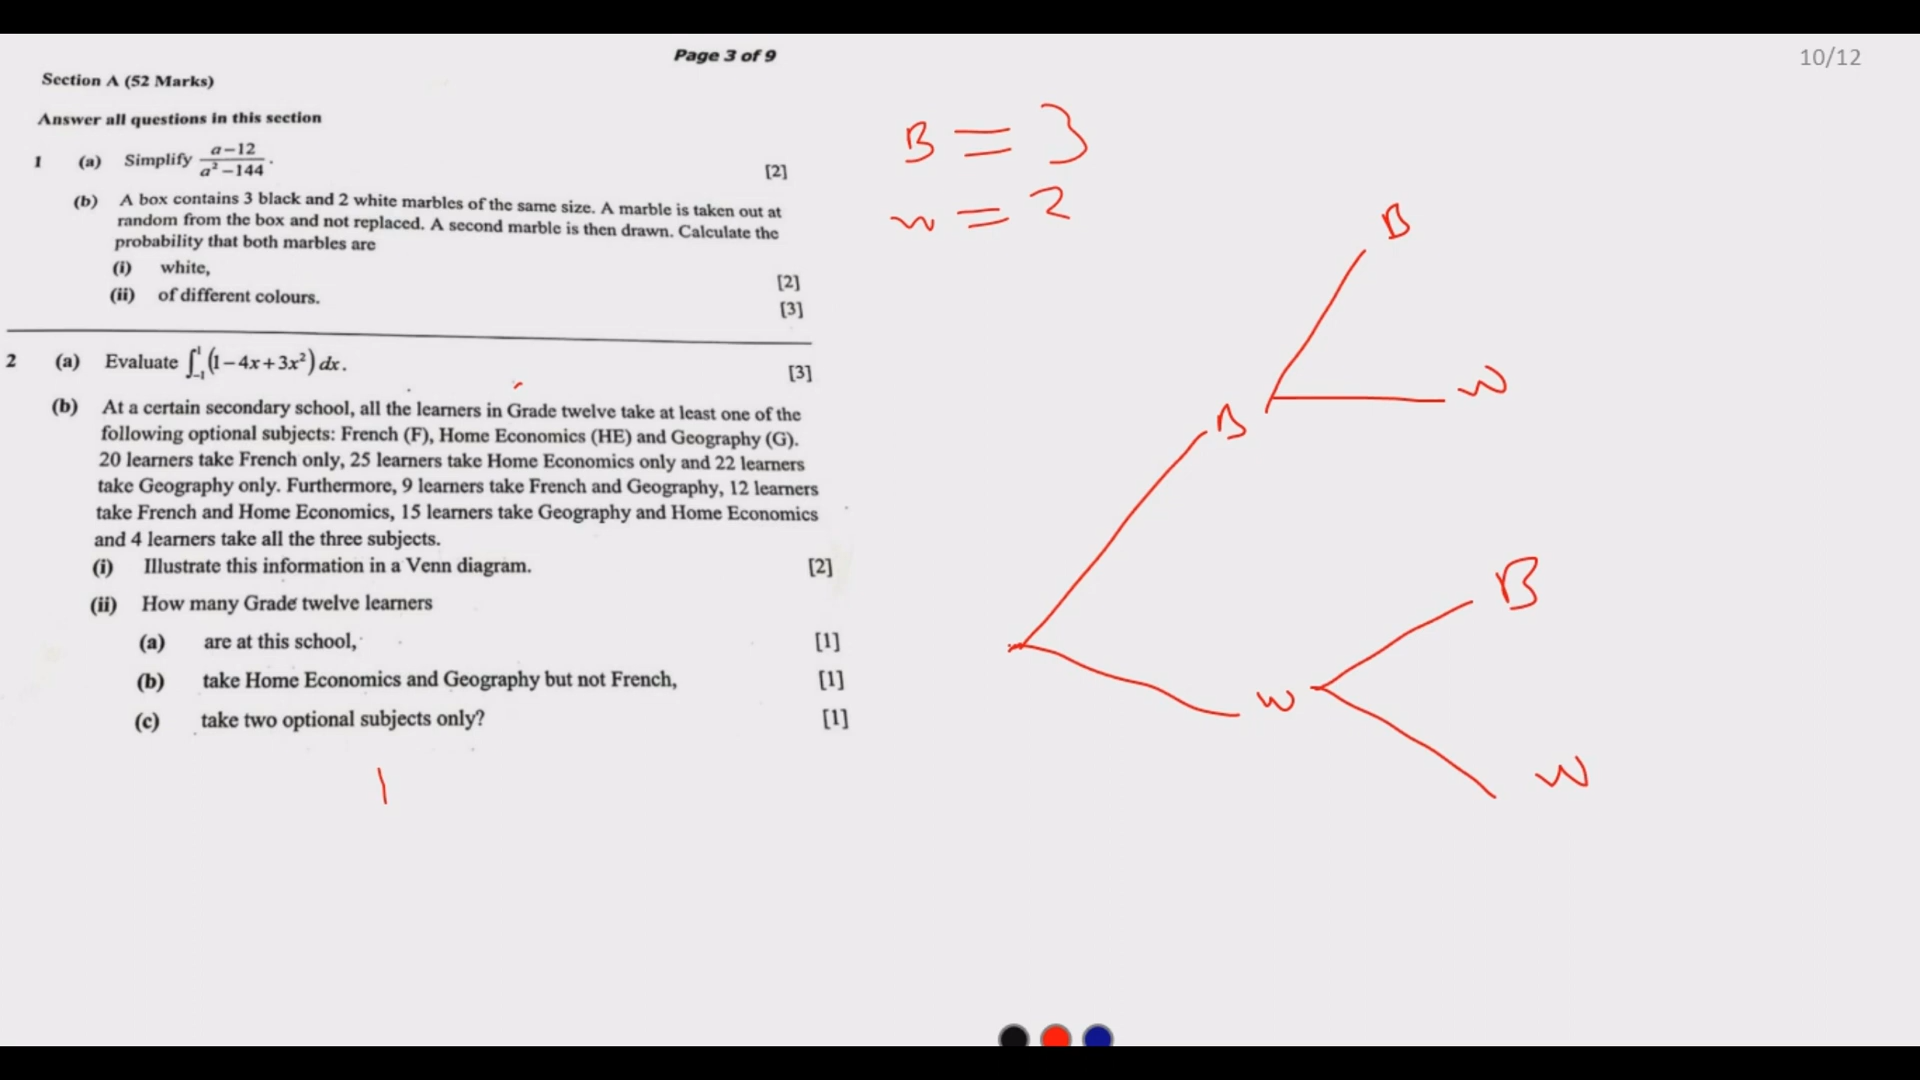 Page 3 of 9
10/12
Section A (52 Marks)
Answer all questions in this section
1 (a) Simplify \frac{a-12}{a^2-144}. [2]
(b) A box contains 3 black and 2 white marbles of the same size. A marble is taken out at
random from the box and not replaced. A second marble is then drawn. Calculate the
probability that both marbles are
(i) white, [2]
(ii) of different colours. [3]
2 (a) Evaluate ∫_{-1}^{1}(1-4x+3x²) dx. [3]
(b) At a certain secondary school, all the learners in Grade twelve take at least one of the
following optional subjects: French (F), Home Economics (HE) and Geography (G).
20 learners take French only, 25 learners take Home Economics only and 22 learners
take Geography only. Furthermore, 9 learners take French and Geography, 12 learners
take French and Home Economics, 15 learners take Geography and Home Economics
and 4 learners take all the three subjects.
(i) Illustrate this information in a Venn diagram. [2]
(ii) How many Grade twelve learners
(a) are at this school, [1]
(b) take Home Economics and Geography but not French, [1]
(c) take two optional subjects only? [1]
B = 3
W = 2
B
W
B
B
W
W